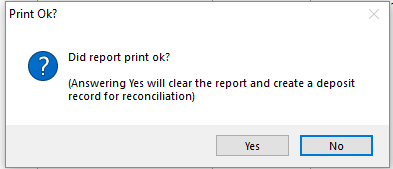 Print Ok?
Did report print ok?
(Answering Yes will clear the report and create a deposit
record for reconciliation)
Yes
No